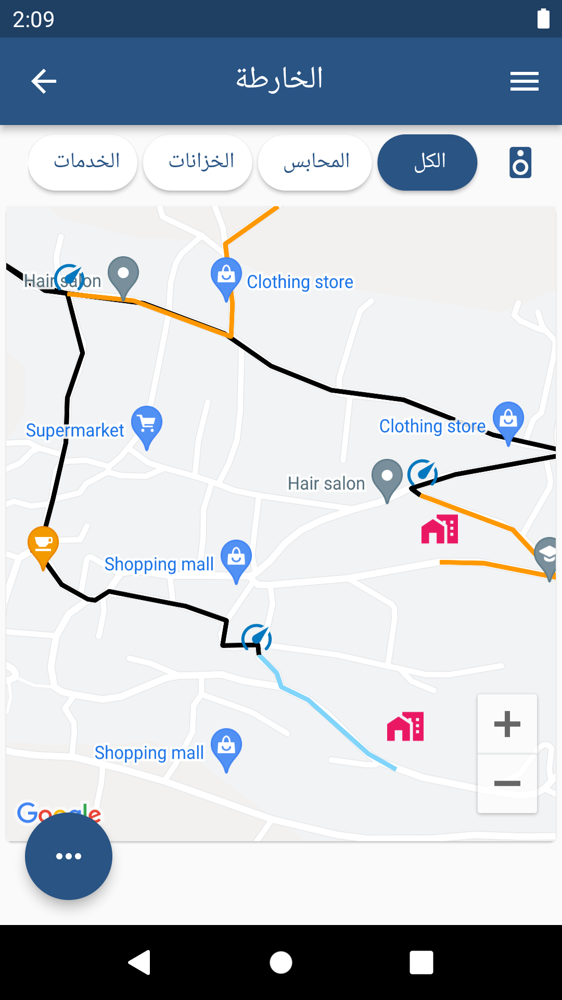 2:09
الخارطة
الكل
المحابس
الخزانات
الخدمات
Hair salon
Clothing store
Supermarket
Clothing store
Hair salon
Shopping mall
Shopping mall
Google